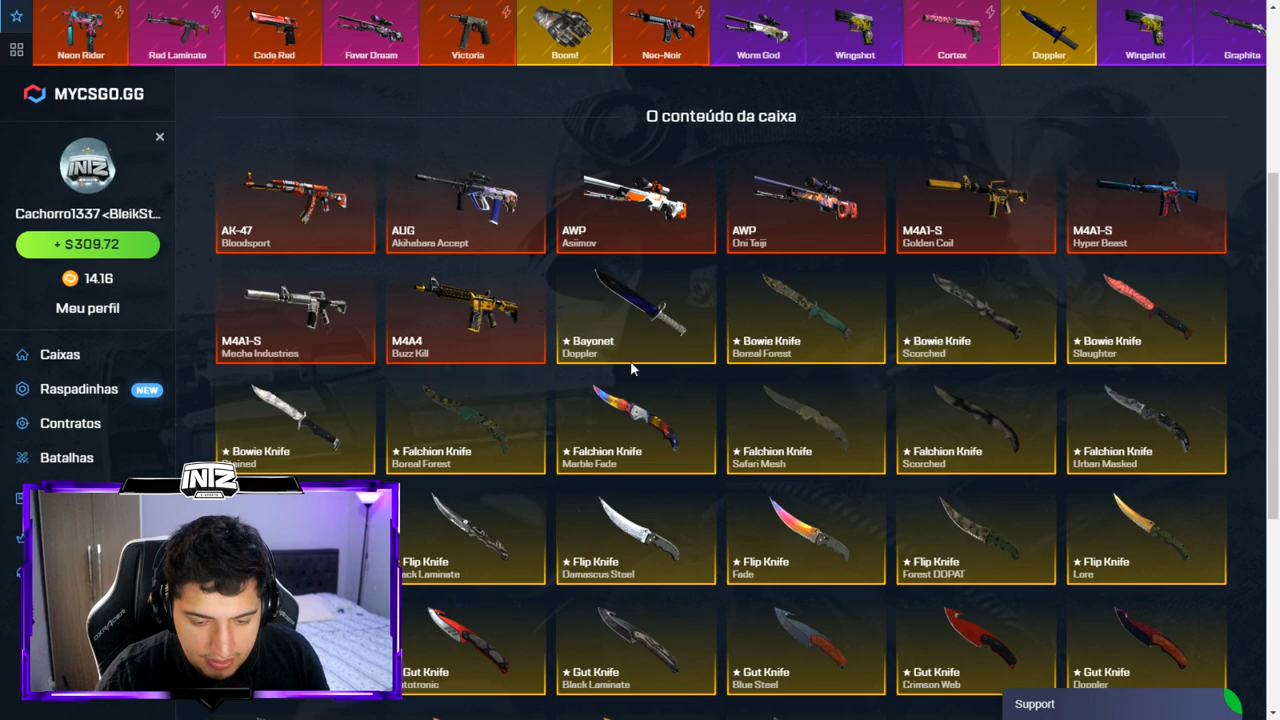 Neon Rider
Red Laminate
Code Red
Fever Dream
Victoria
Boom!
Neo-Noir
Worm God
Wingshot
Cortex
Doppler
Wingshot
Graphite
MYCSGO.GG
INTZ
Cachorro1337 <BleikSt...
+ $309.72
14.16
Meu perfil
Caixas
Raspadinhas NEW
Contratos
Batalhas
O conteúdo da caixa
AK-47
Bloodsport
AUG
Akihabara Accept
AWP
Asiimov
AWP
Oni Taiji
M4A1-S
Golden Coil
M4A1-S
Hyper Beast
M4A1-S
Mecha Industries
M4A4
Buzz Kill
★ Bayonet
Doppler
★ Bowie Knife
Boreal Forest
★ Bowie Knife
Scorched
★ Bowie Knife
Slaughter
★ Bowie Knife
★ Falchion Knife
Boreal Forest
★ Falchion Knife
Marble Fade
★ Falchion Knife
Safari Mesh
★ Falchion Knife
Scorched
★ Falchion Knife
Urban Masked
Flip Knife
ack Laminate
★ Flip Knife
Damascus Steel
★ Flip Knife
Fade
★ Flip Knife
Forest DDPAT
★ Flip Knife
Lore
Gut Knife
totronic
★ Gut Knife
Black Laminate
★ Gut Knife
Blue Steel
★ Gut Knife
Crimson Web
★ Gut Knife
Doppler
INTZ
Support